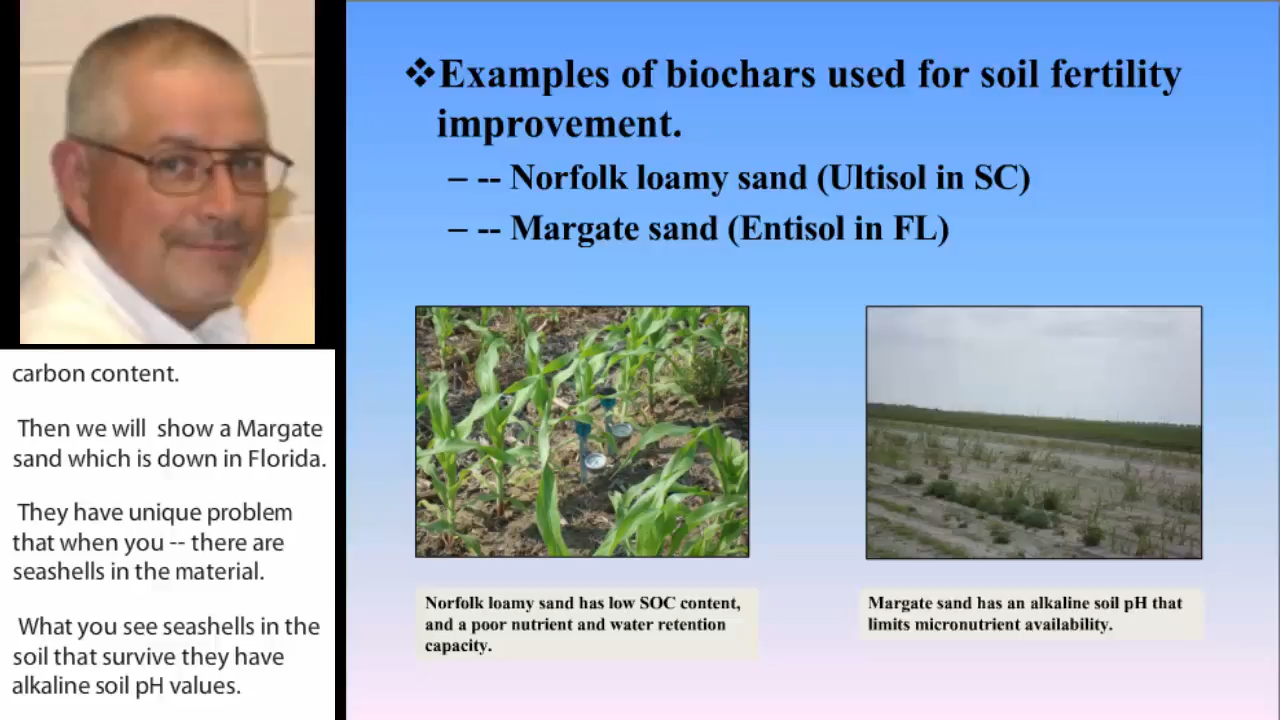 ❖Examples of biochars used for soil fertility
improvement.
– -- Norfolk loamy sand (Ultisol in SC)
– -- Margate sand (Entisol in FL)
Norfolk loamy sand has low SOC content,
and a poor nutrient and water retention
capacity.
Margate sand has an alkaline soil pH that
limits micronutrient availability.
carbon content.
Then we will show a Margate
sand which is down in Florida.
They have unique problem
that when you -- there are
seashells in the material.
What you see seashells in the
soil that survive they have
alkaline soil pH values.